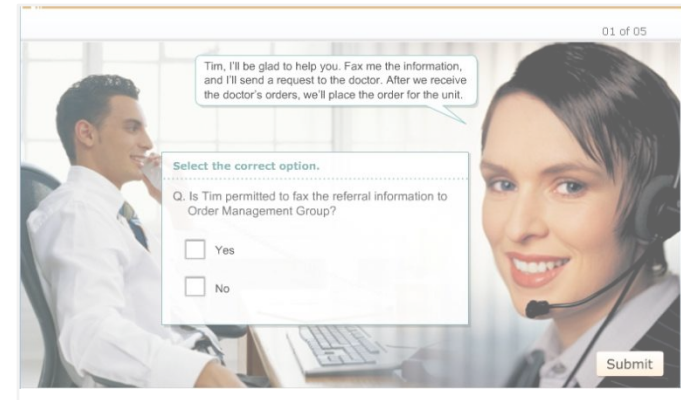 01 of 05
Tim, I'll be glad to help you. Fax me the information,
and I'll send a request to the doctor. After we receive
the doctor's orders, we'll place the order for the unit.
Select the correct option.
Q. Is Tim permitted to fax the referral information to
Order Management Group?
Yes
No
Submit